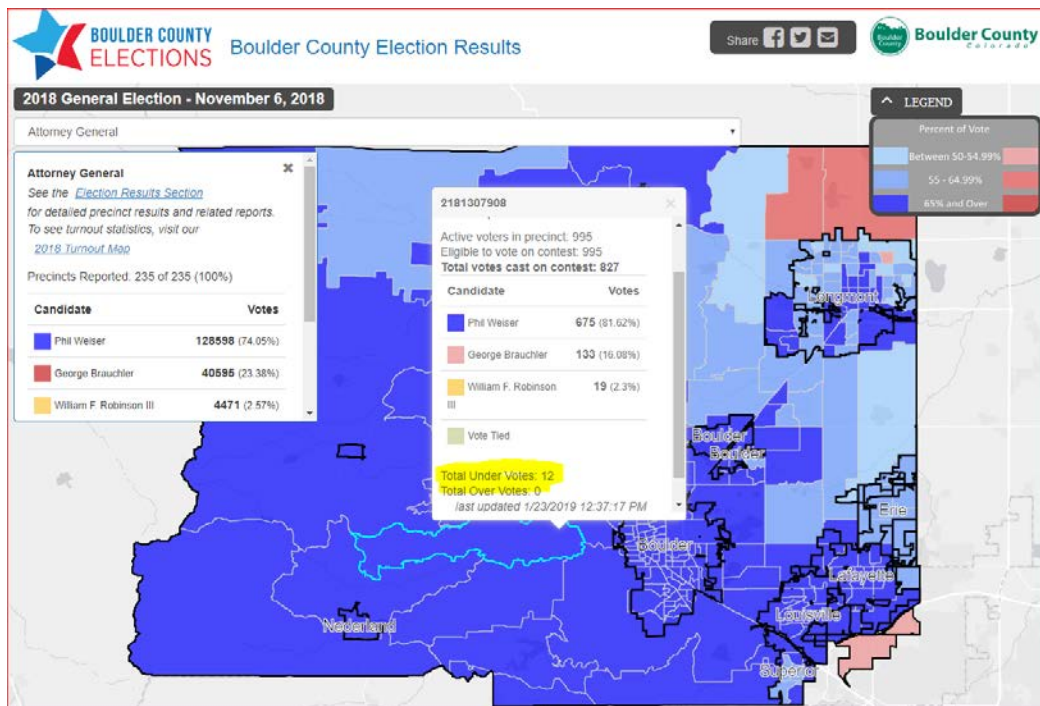 BOULDER COUNTY
ELECTIONS
Boulder County Election Results
Share
Boulder
County
Boulder County
Colorado
2018 General Election - November 6, 2018
LEGEND
Attorney General
Percent of Vote
Between 50-54.99%
55 - 64.99%
65% and Over
Attorney General
See the Election Results Section
for detailed precinct results and related reports.
To see turnout statistics, visit our
2018 Turnout Map
Precincts Reported: 235 of 235 (100%)
Candidate Votes
Phil Weiser 128598 (74.05%)
George Brauchler 40595 (23.38%)
William F. Robinson III 4471 (2.57%)
2181307908
Active voters in precinct: 995
Eligible to vote on contest: 995
Total votes cast on contest: 827
Candidate Votes
Phil Weiser 675 (81.62%)
George Brauchler 133 (16.08%)
William F. Robinson 19 (2.3%)
III
Vote Tied
Total Under Votes: 12
Total Over Votes: 0
last updated 1/23/2019 12:37:17 PM
Longmont
Boulder
Boulder
Erie
Boulder
Lafayette
Louisville
Nederland
Superior